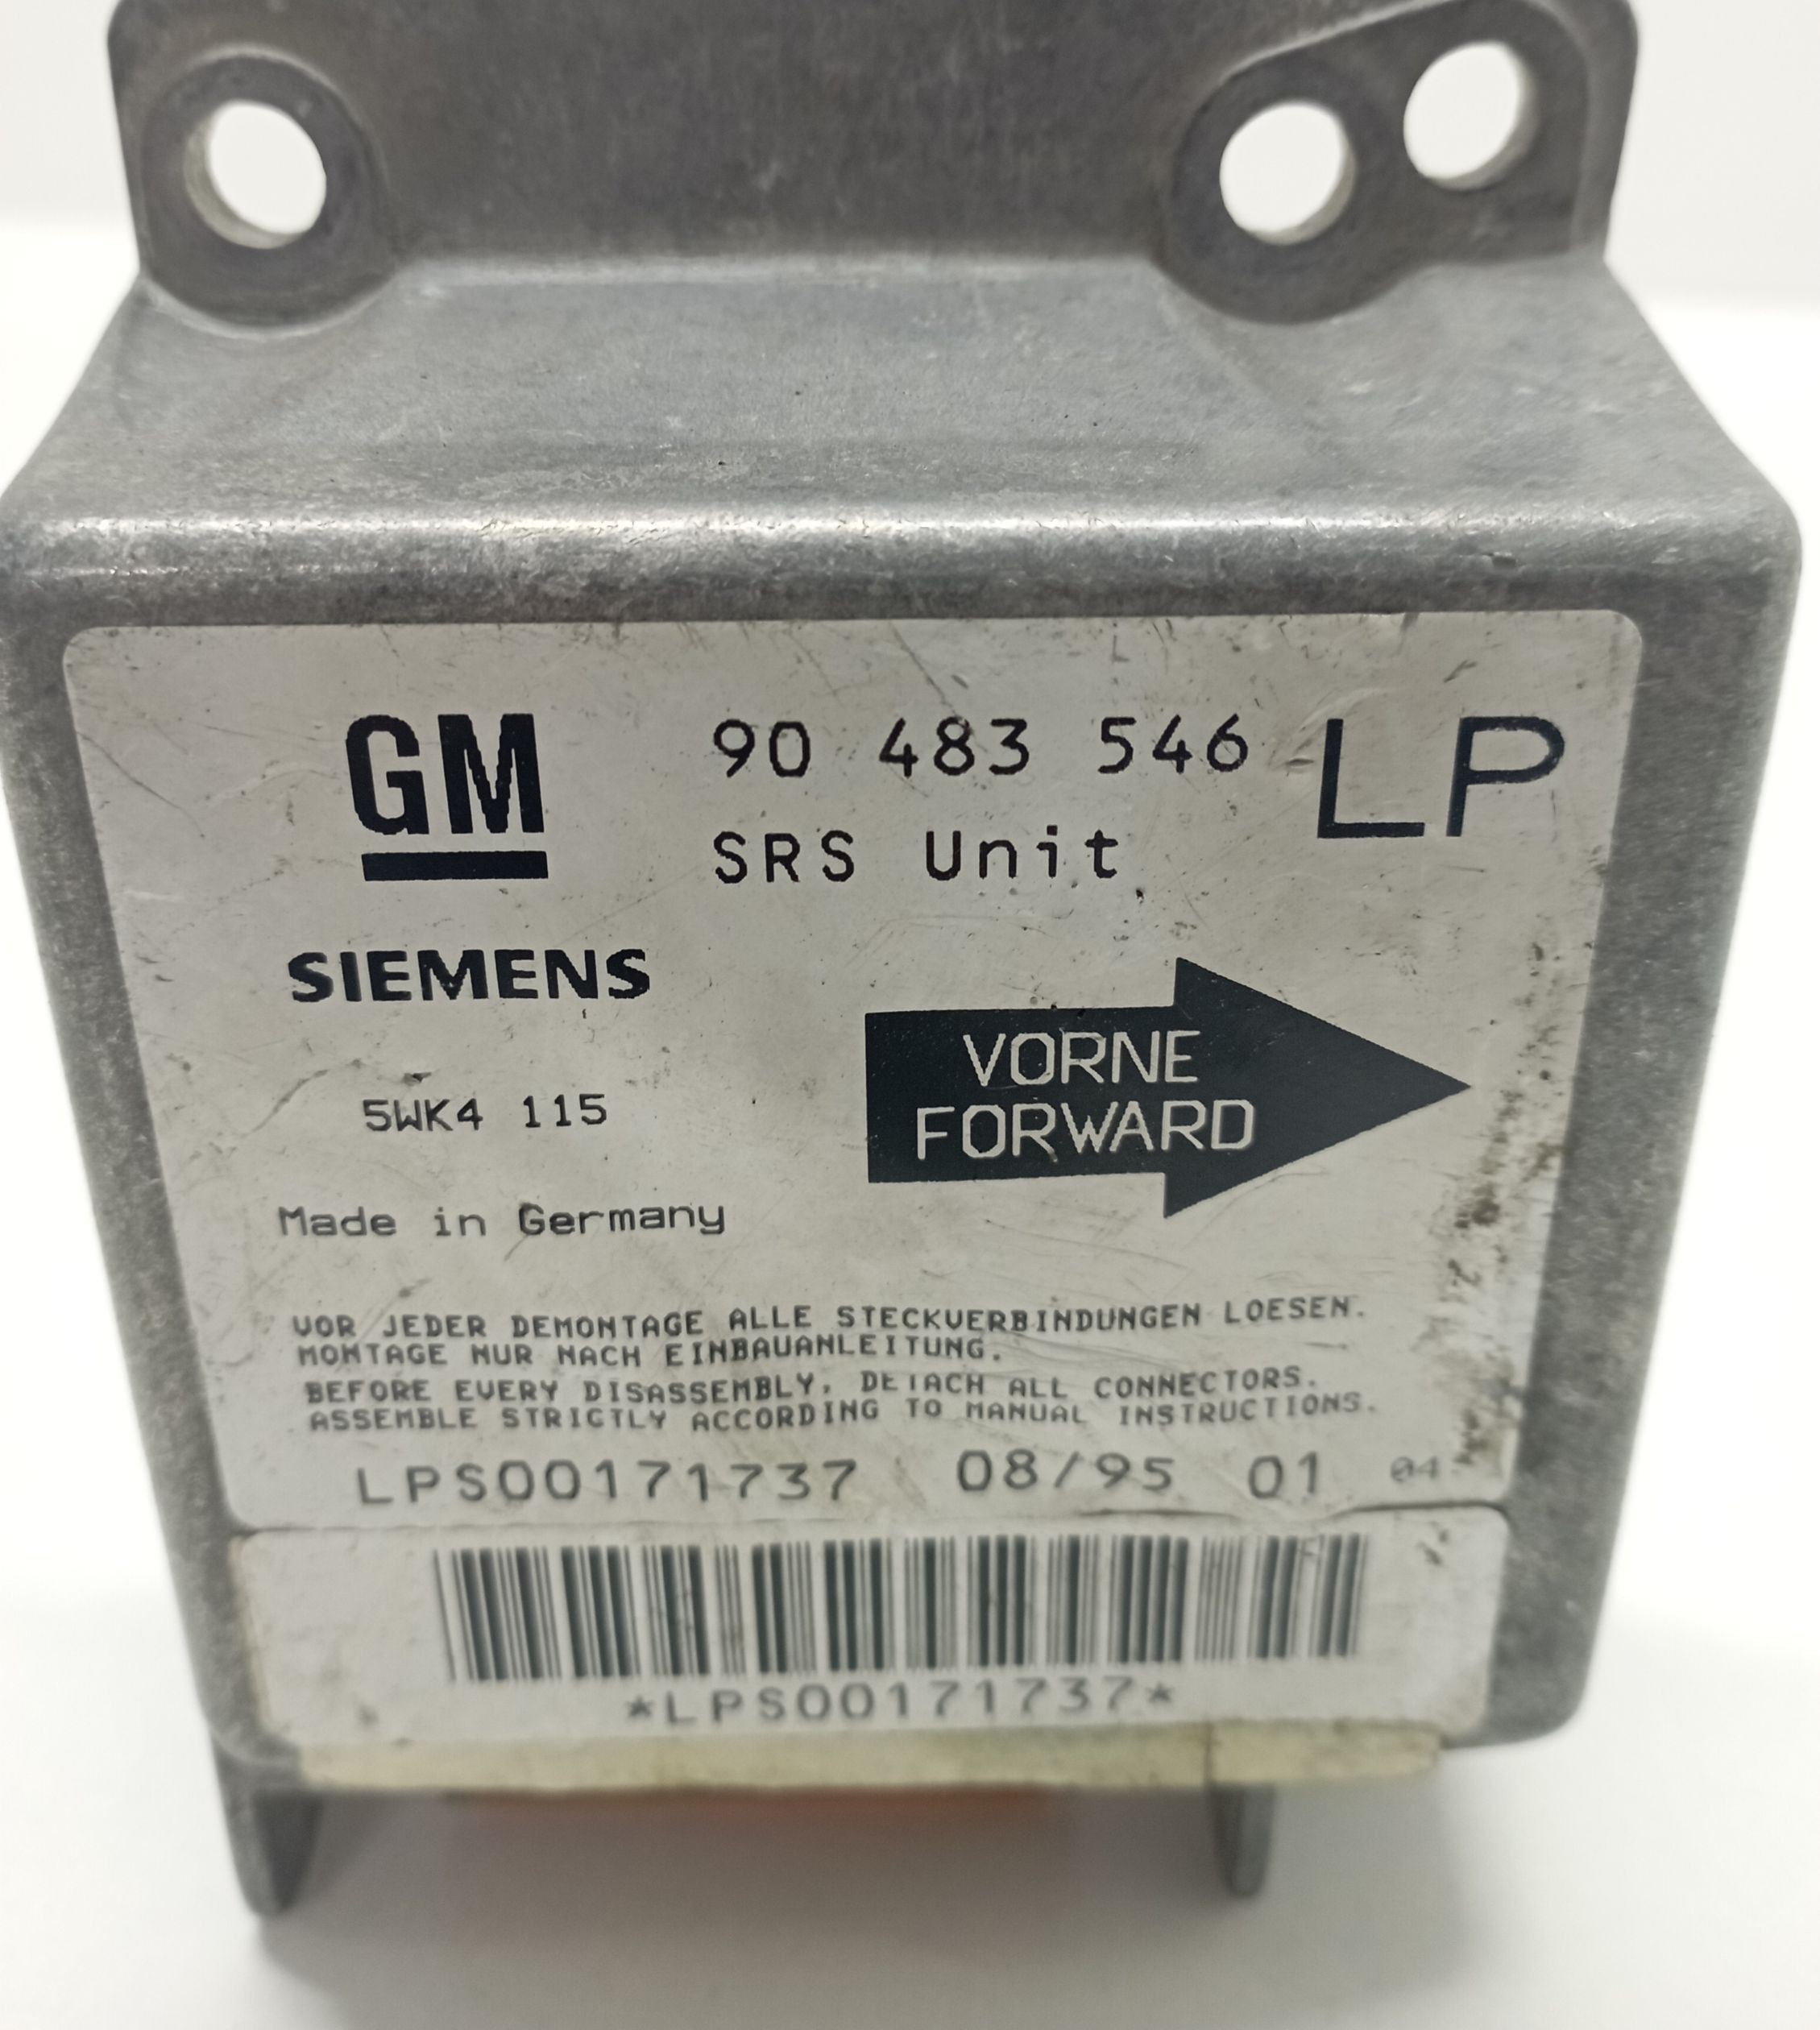 GM 90 483 546 LP
SRS Unit
SIEMENS
VORNE
FORWARD
5WK4 115
Made in Germany
VOR JEDER DEMONTAGE ALLE STECKVERBINDUNGEN LOESEN.
MONTAGE NUR NACH EINBAUANLEITUNG.
BEFORE EVERY DISASSEMBLY, DETACH ALL CONNECTORS.
ASSEMBLE STRICTLY ACCORDING TO MANUAL INSTRUCTIONS.
LPS00171737 08/95 01 04
*LPS00171737*